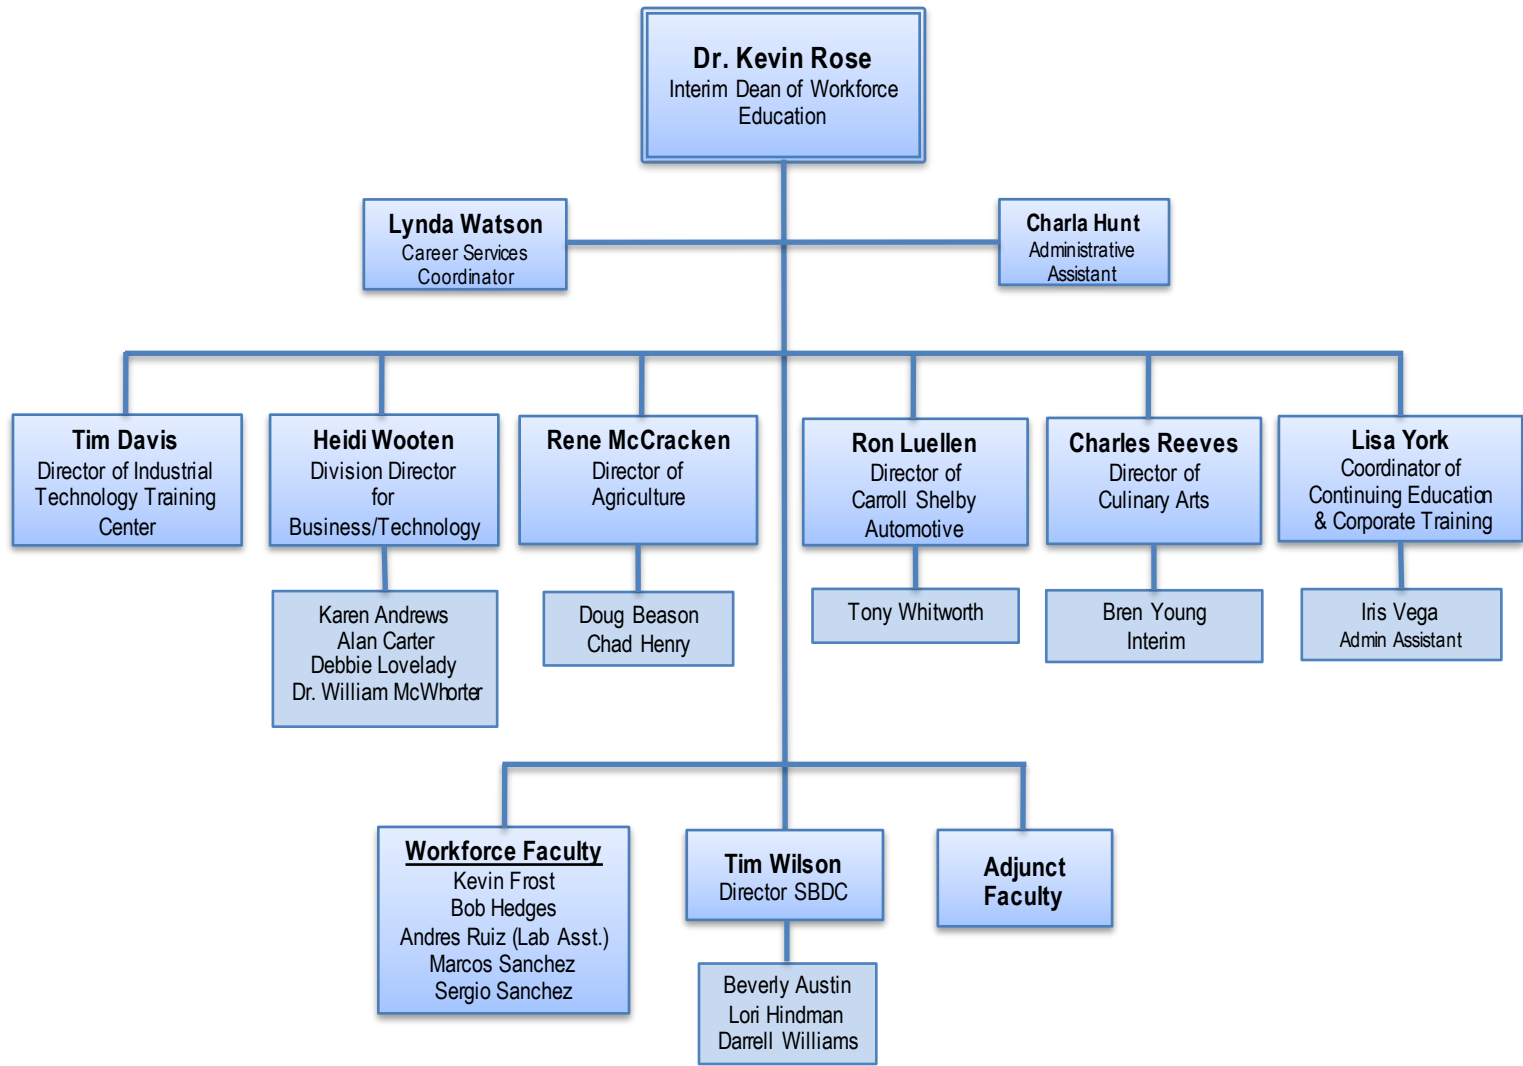 Dr. Kevin Rose
Interim Dean of Workforce
Education
Lynda Watson
Career Services
Coordinator
Charla Hunt
Administrative
Assistant
Tim Davis
Director of Industrial
Technology Training
Center
Heidi Wooten
Division Director
for
Business/Technology
Rene McCracken
Director of
Agriculture
Ron Luellen
Director of
Carroll Shelby
Automotive
Charles Reeves
Director of
Culinary Arts
Lisa York
Coordinator of
Continuing Education
& Corporate Training
Karen Andrews
Alan Carter
Debbie Lovelady
Dr. William McWhorter
Doug Beason
Chad Henry
Tony Whitworth
Bren Young
Interim
Iris Vega
Admin Assistant
Workforce Faculty
Kevin Frost
Bob Hedges
Andres Ruiz (Lab Asst.)
Marcos Sanchez
Sergio Sanchez
Tim Wilson
Director SBDC
Adjunct
Faculty
Beverly Austin
Lori Hindman
Darrell Williams